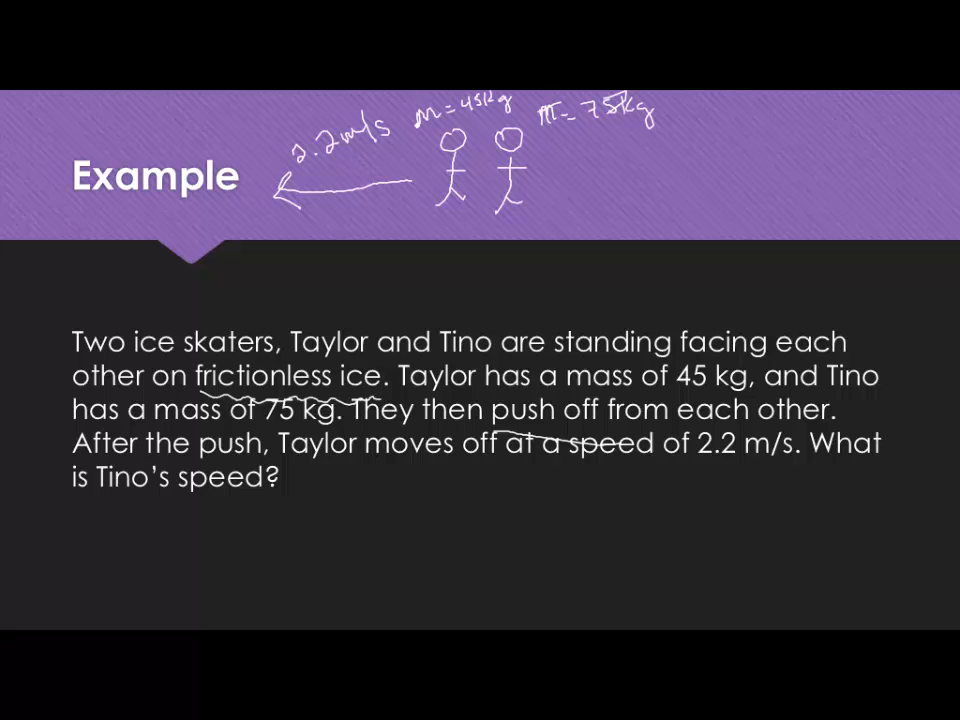 2.2 m/s
m = 45kg
m = 75kg
Example
Two ice skaters, Taylor and Tino are standing facing each
other on frictionless ice. Taylor has a mass of 45 kg, and Tino
has a mass of 75 kg. They then push off from each other.
After the push, Taylor moves off at a speed of 2.2 m/s. What
is Tino's speed?